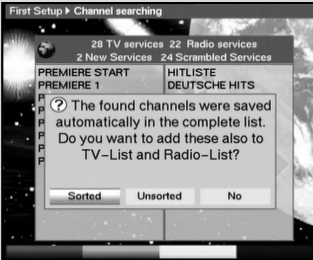 First Setup ▸ Channel searching
28 TV services 22 Radio services
2 New Services 24 Scrambled Services
PREMIERE START HITLISTE
PREMIERE 1 DEUTSCHE HITS
The found channels were saved
automatically in the complete list.
Do you want to add these also to
TV-List and Radio-List?
Sorted Unsorted No